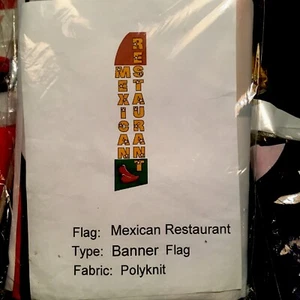 MEXICAN
RESTAURANT
Flag: Mexican Restaurant
Type: Banner Flag
Fabric: Polyknit